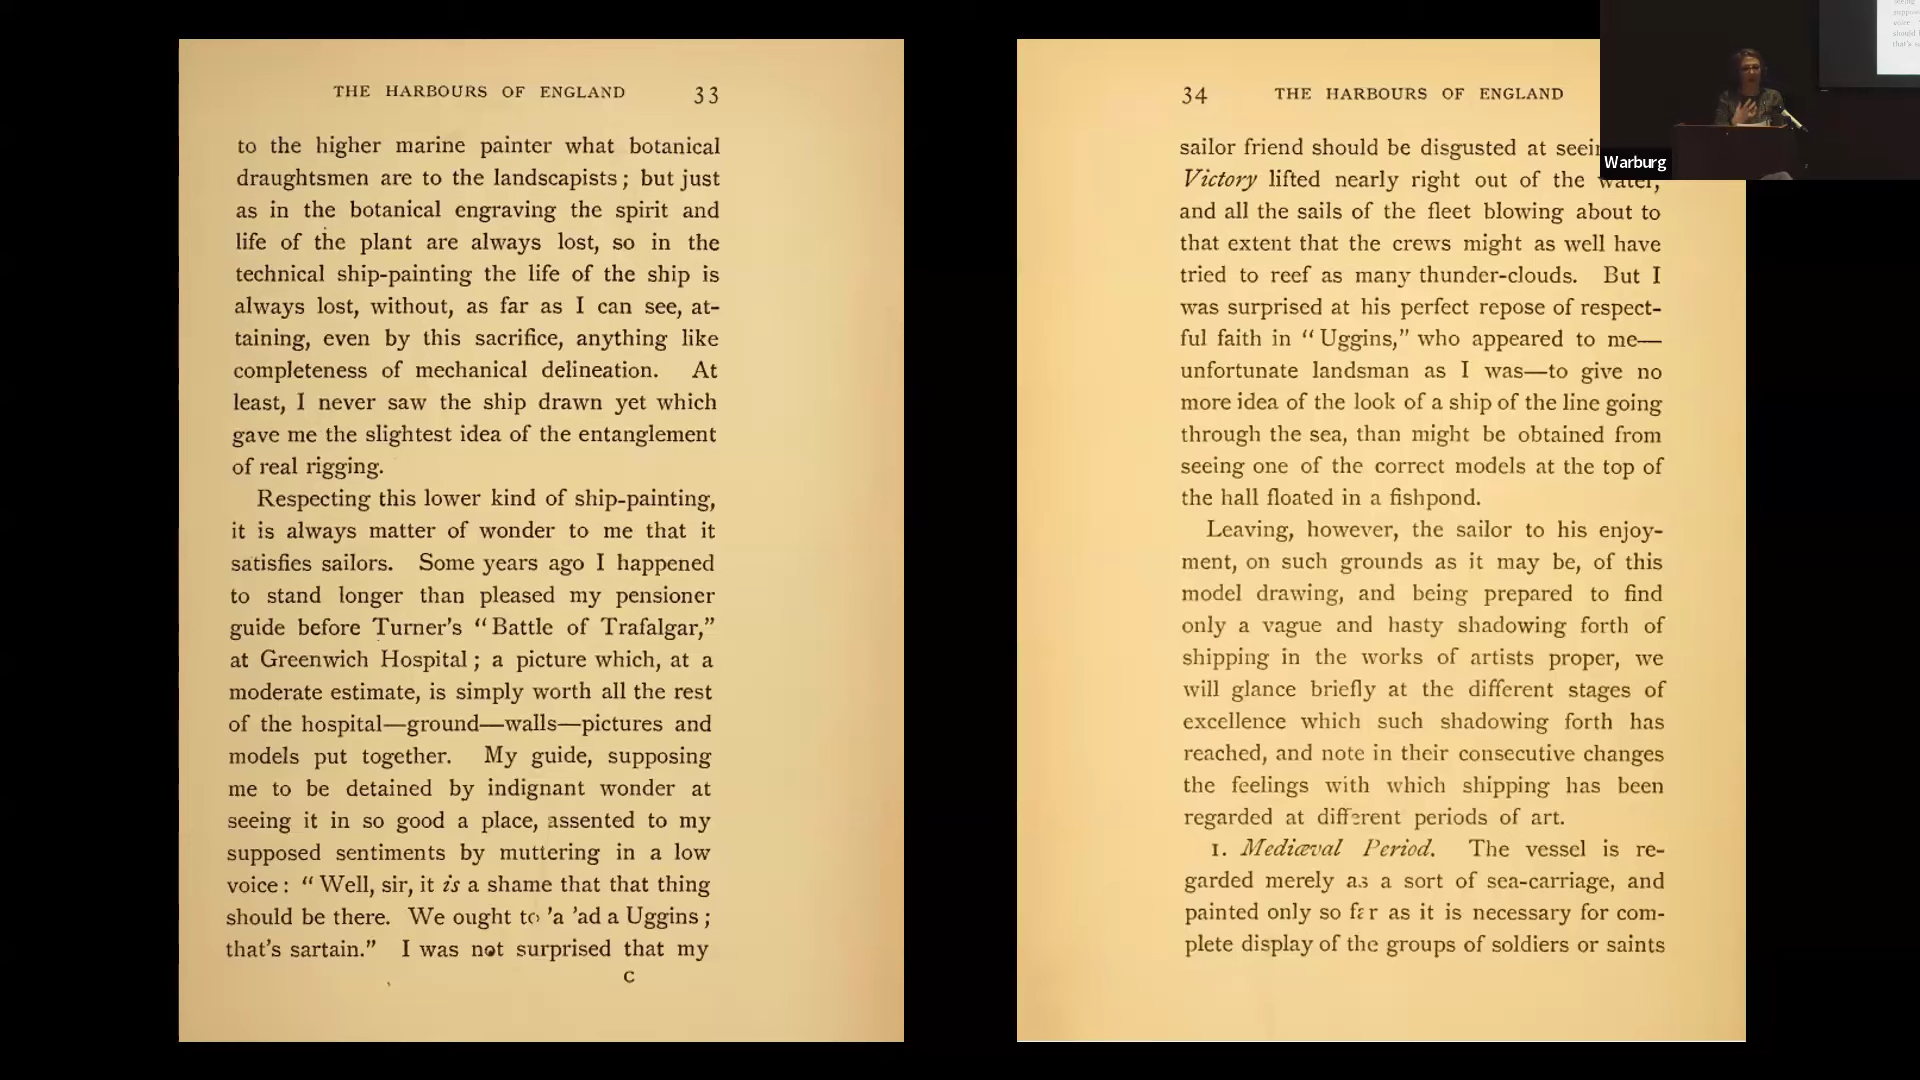 THE HARBOURS OF ENGLAND 33
to the higher marine painter what botanical
draughtsmen are to the landscapists; but just
as in the botanical engraving the spirit and
life of the plant are always lost, so in the
technical ship-painting the life of the ship is
always lost, without, as far as I can see, at-
taining, even by this sacrifice, anything like
completeness of mechanical delineation. At
least, I never saw the ship drawn yet which
gave me the slightest idea of the entanglement
of real rigging.
Respecting this lower kind of ship-painting,
it is always matter of wonder to me that it
satisfies sailors. Some years ago I happened
to stand longer than pleased my pensioner
guide before Turner's “Battle of Trafalgar,”
at Greenwich Hospital; a picture which, at a
moderate estimate, is simply worth all the rest
of the hospital—ground—walls—pictures and
models put together. My guide, supposing
me to be detained by indignant wonder at
seeing it in so good a place, assented to my
supposed sentiments by muttering in a low
voice: “Well, sir, it is a shame that that thing
should be there. We ought to 'a 'ad a Uggins;
that's sartain.” I was not surprised that my
C
34 THE HARBOURS OF ENGLAND
sailor friend should be disgusted at
Victory lifted nearly right out of the water,
and all the sails of the fleet blowing about to
that extent that the crews might as well have
tried to reef as many thunder-clouds. But I
was surprised at his perfect repose of respect-
ful faith in “Uggins,” who appeared to me—
unfortunate landsman as I was—to give no
more idea of the look of a ship of the line going
through the sea, than might be obtained from
seeing one of the correct models at the top of
the hall floated in a fishpond.
Leaving, however, the sailor to his enjoy-
ment, on such grounds as it may be, of this
model drawing, and being prepared to find
only a vague and hasty shadowing forth of
shipping in the works of artists proper, we
will glance briefly at the different stages of
excellence which such shadowing forth has
reached, and note in their consecutive changes
the feelings with which shipping has been
regarded at different periods of art.
1. Mediæval Period. The vessel is re-
garded merely as a sort of sea-carriage, and
painted only so far as it is necessary for com-
plete display of the groups of soldiers or saints
Warburg